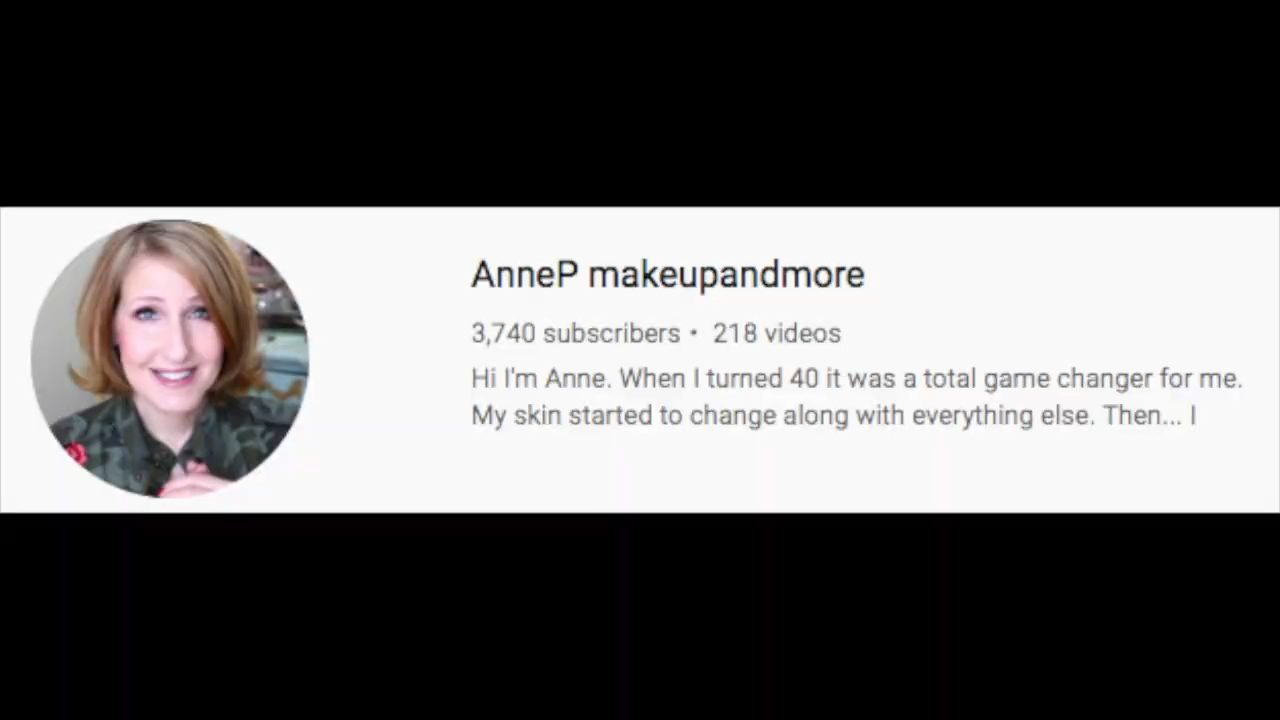 AnneP makeupandmore
3,740 subscribers • 218 videos
Hi I'm Anne. When I turned 40 it was a total game changer for me.
My skin started to change along with everything else. Then... I